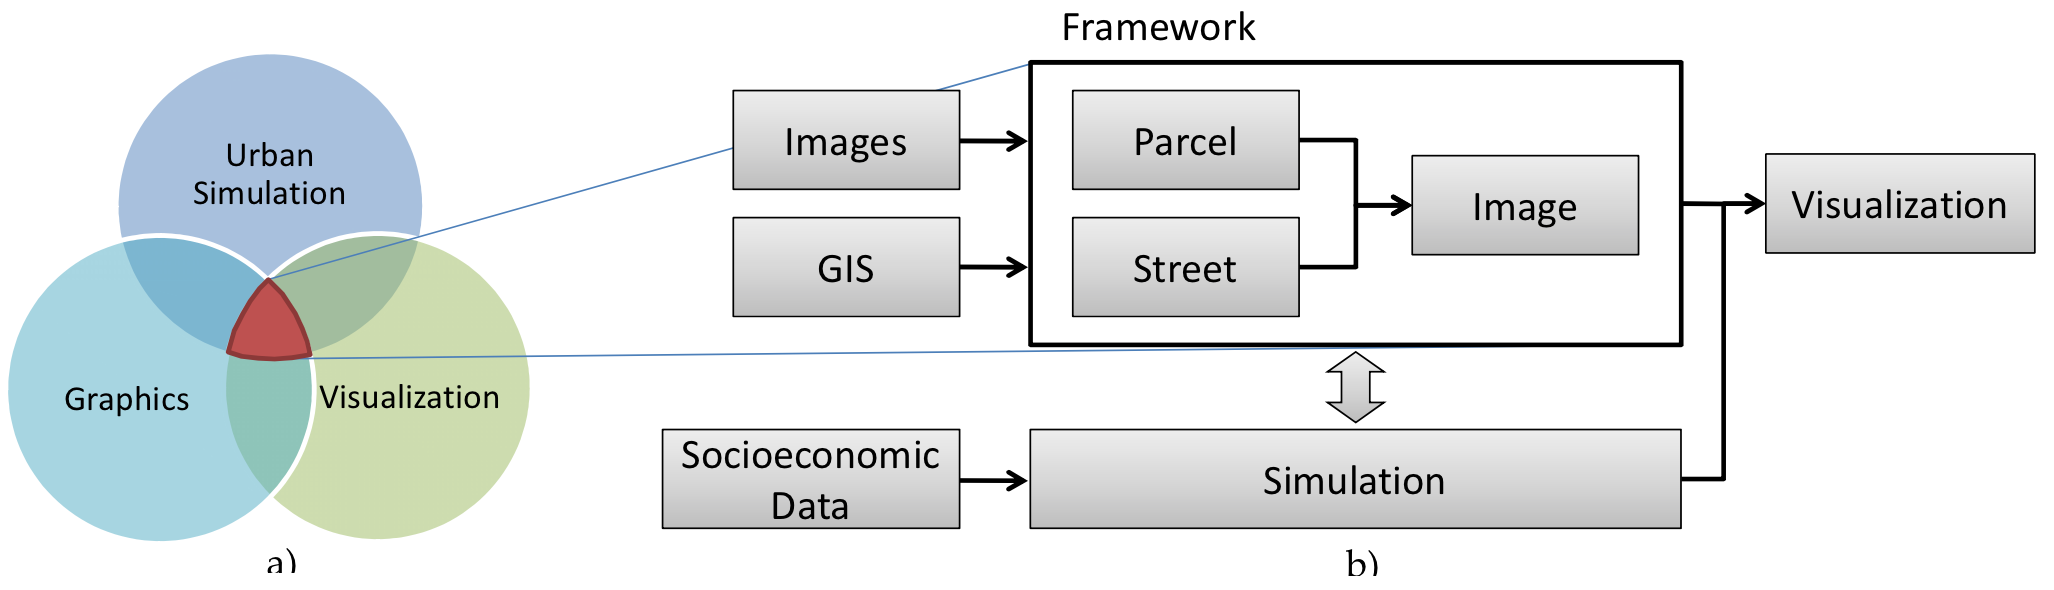 Urban
Simulation
Graphics
Visualization
a)
Framework
Images
GIS
Parcel
Street
Image
Visualization
Socioeconomic
Data
Simulation
b)